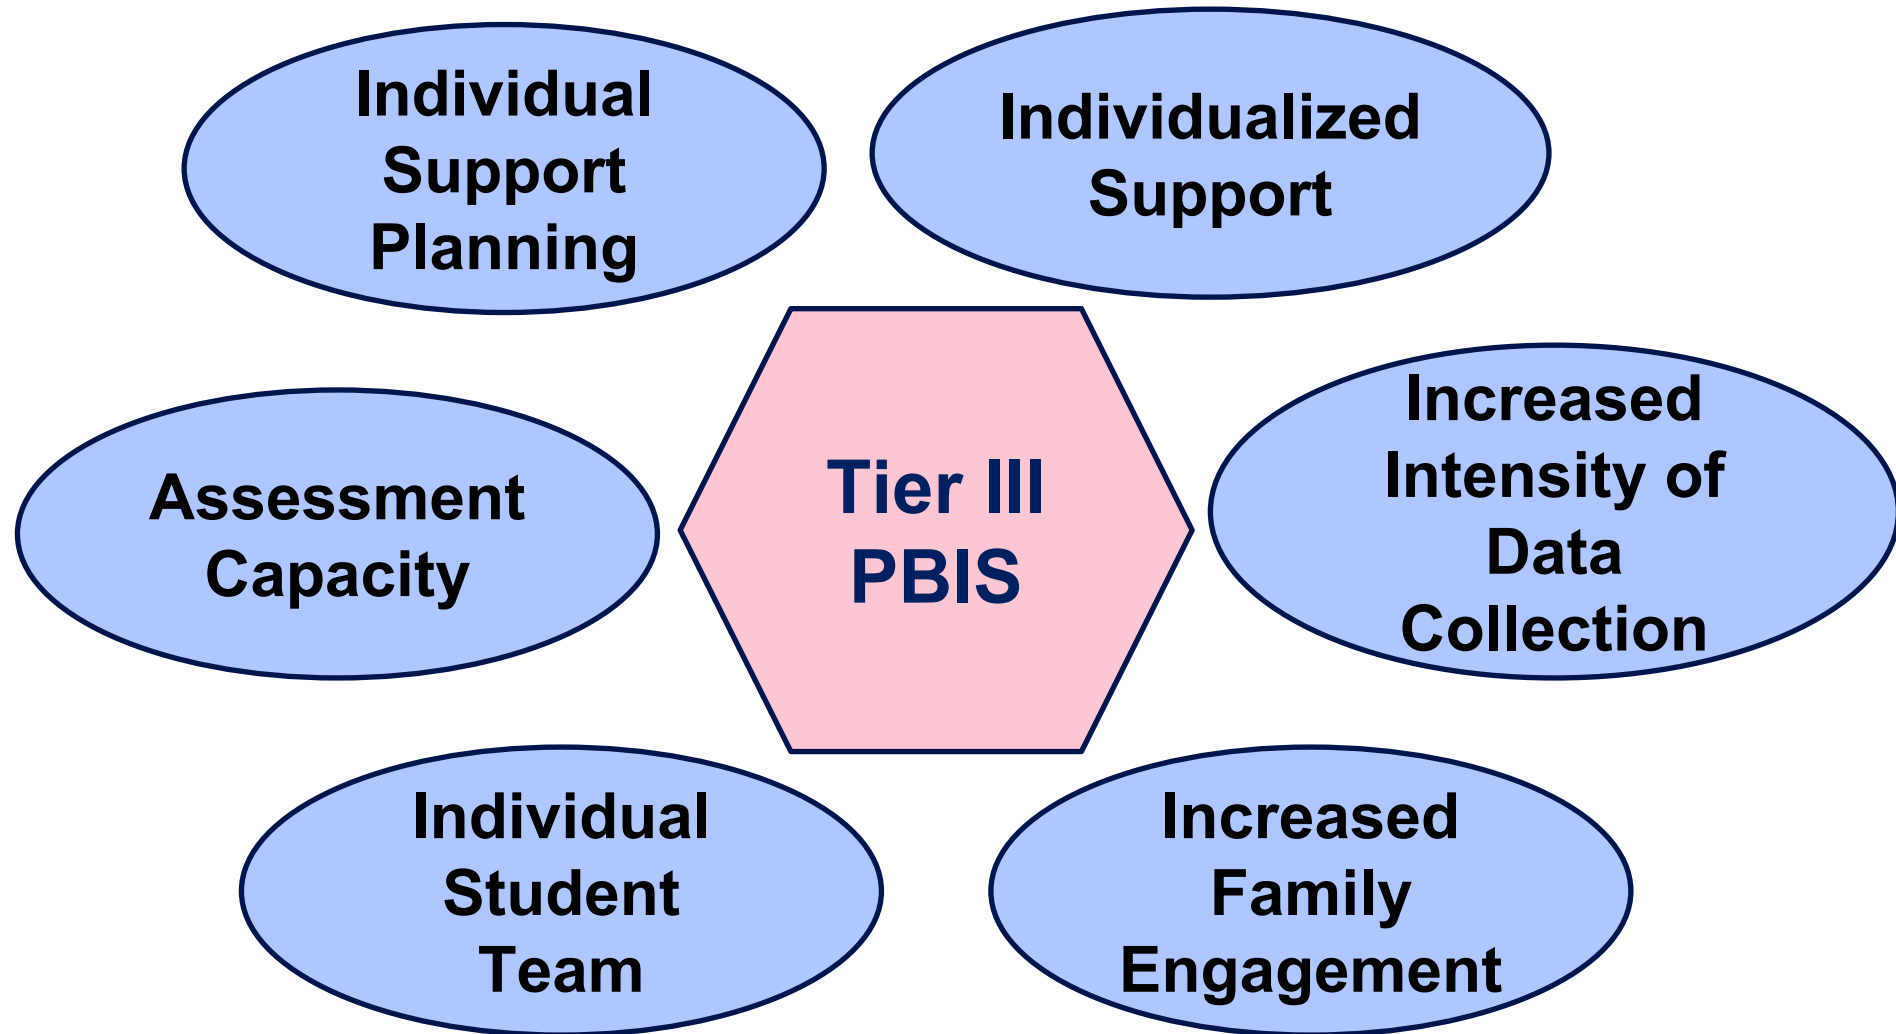 Individual
Support
Planning
Individualized
Support
Assessment
Capacity
Tier III
PBIS
Increased
Intensity of
Data
Collection
Individual
Student
Team
Increased
Family
Engagement